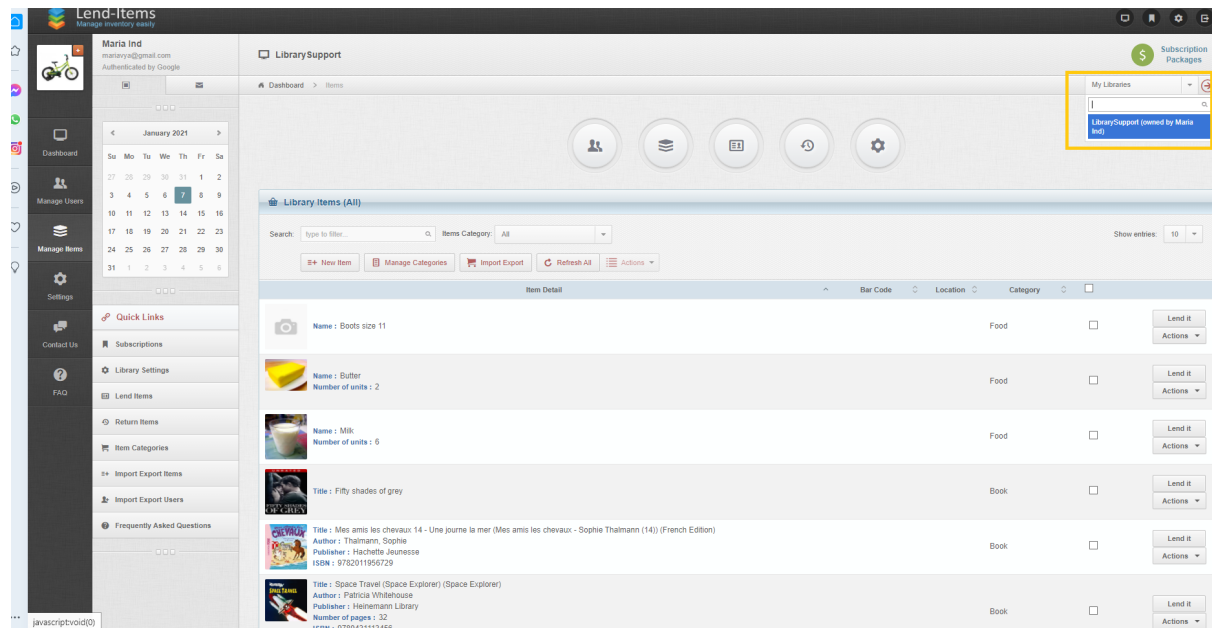 Lend-Items
Manage inventory easily
Maria Ind
mariavya@gmail.com
Authenticated by Google
LibrarySupport
Subscription
Packages
Dashboard > Items
My Libraries
LibrarySupport (owned by Maria
Ind)
Dashboard
Manage Users
Manage Items
Settings
Contact Us
FAQ
January 2021
Su Mo Tu We Th Fr Sa
27 28 29 30 31 1 2
3 4 5 6 7 8 9
10 11 12 13 14 15 16
17 18 19 20 21 22 23
24 25 26 27 28 29 30
31 1 2 3 4 5 6
Quick Links
Subscriptions
Library Settings
Lend Items
Return Items
Item Categories
Import Export Items
Import Export Users
Frequently Asked Questions
Library Items (All)
Search: type to filter... Items Category: All Show entries: 10
New Item Manage Categories Import Export Refresh All Actions
Item Detail Bar Code Location Category
Name : Boots size 11 Food Lend it
Actions
Name : Butter
Number of units : 2 Food Lend it
Actions
Name : Milk
Number of units : 6 Food Lend it
Actions
FIFTY SHADES
OF GREY
Title : Fifty shades of grey Book Lend it
Actions
CHEVAUX
Title : Mes amis les chevaux 14 - Une journe la mer (Mes amis les chevaux - Sophie Thalmann (14)) (French Edition)
Author : Thalmann, Sophie
Publisher : Hachette Jeunesse
ISBN : 9782011956729
Book Lend it
Actions
SPACE TRAVEL
Title : Space Travel (Space Explorer) (Space Explorer)
Author : Patricia Whitehouse
Publisher : Heinemann Library
Number of pages : 32
Book Lend it
Actions
javascript:void(0)